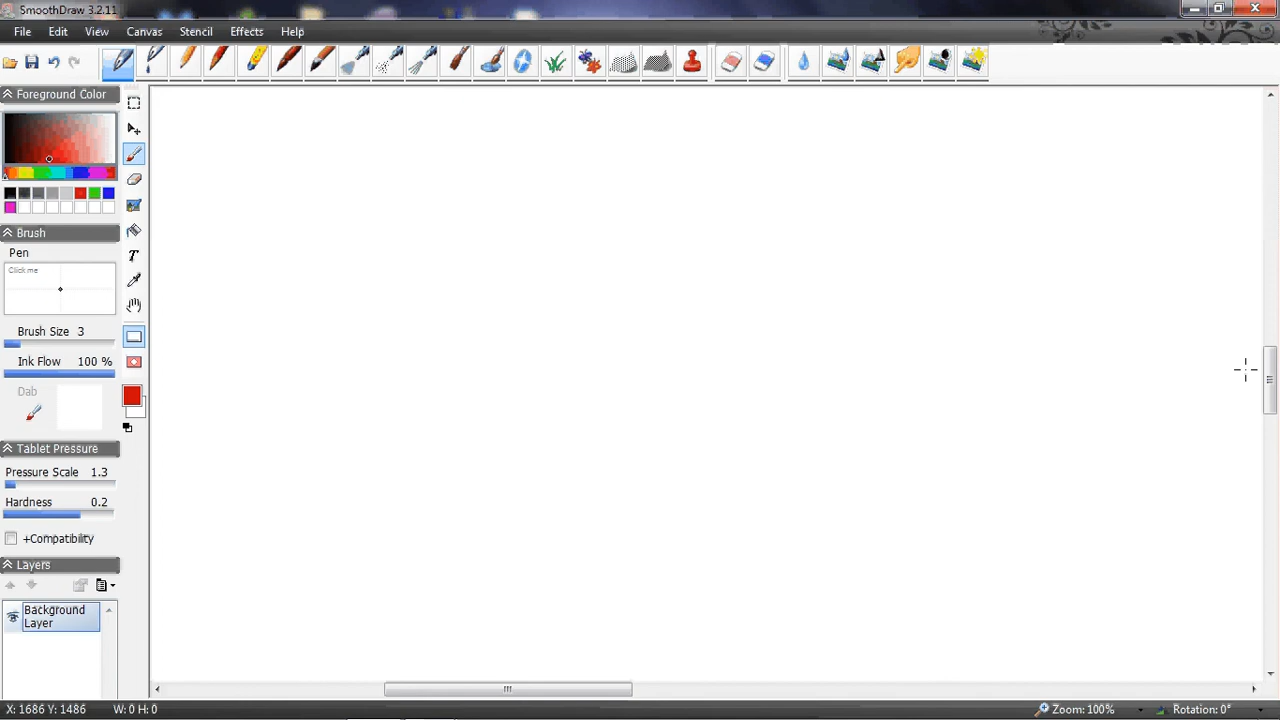 SmoothDraw 3.2.11
File Edit View Canvas Stencil Effects Help
Foreground Color
Brush
Pen
Click me
Brush Size 3
Ink Flow 100 %
Dab
Tablet Pressure
Pressure Scale 1.3
Hardness 0.2
+Compatibility
Layers
Background
Layer
X: 1686 Y: 1486 W: 0 H: 0 Zoom: 100% Rotation: 0°